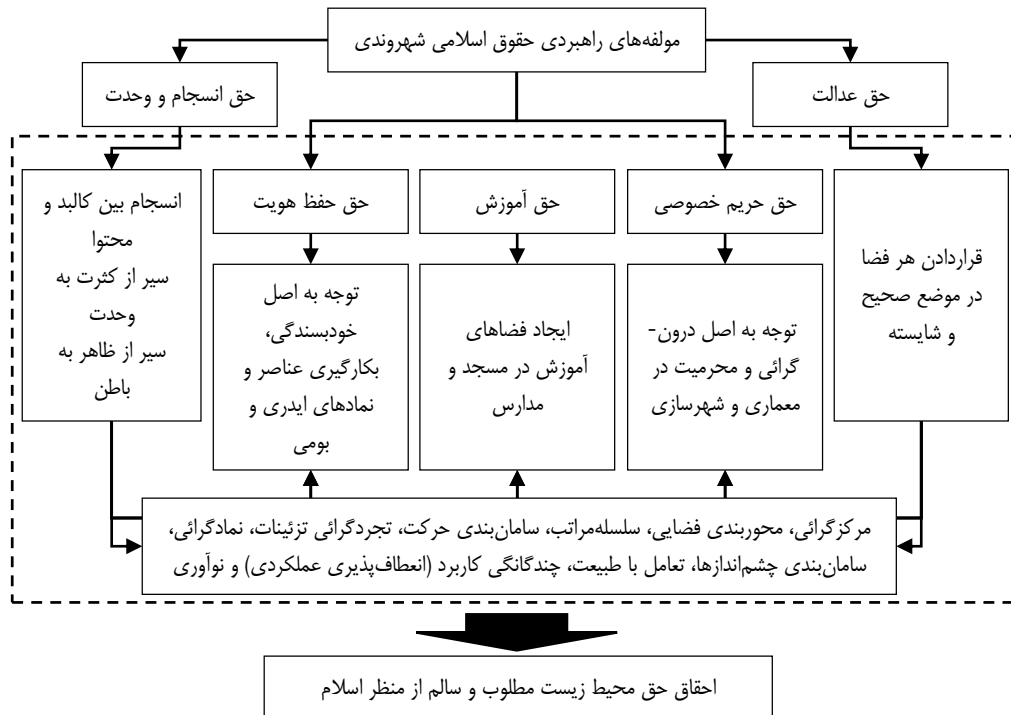 مولفه‌های راهبردی حقوق اسلامی شهروندی
حق عدالت
حق انسجام و وحدت
حق حریم خصوصی
حق آموزش
حق حفظ هویت
قراردادن هر فضا
در موضع صحیح
و شایسته
توجه به اصل درون-
گرائی و محرمیت در
معماری و شهرسازی
ایجاد فضاهای
آموزش در مسجد و
مدارس
توجه به اصل
خودبسندگی،
بکارگیری عناصر و
نمادهای ایدری و
بومی
انسجام بین کالبد و
محتوا
سیر از کثرت به
وحدت
سیر از ظاهر به
باطن
مرکزگرائی، محوربندی فضایی، سلسله‌مراتب، سامان‌بندی حرکت، تجردگرائی تزئینات، نمادگرائی،
سامان‌بندی چشم‌اندازها، تعامل با طبیعت، چندگانگی کاربرد (انعطاف‌پذیری عملکردی) و نوآوری
احقاق حق محیط زیست مطلوب و سالم از منظر اسلام